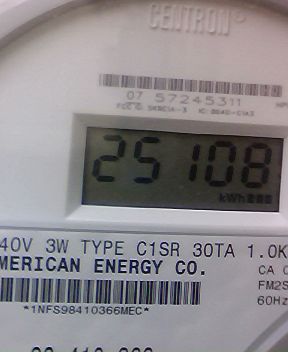 CENTRON®
07 57245311
25108
kWh
40V 3W TYPE C1SR 30TA 1.0K
MERICAN ENERGY CO.
CA 0
FM2S
60Hz
*1NFS98410366MEC*